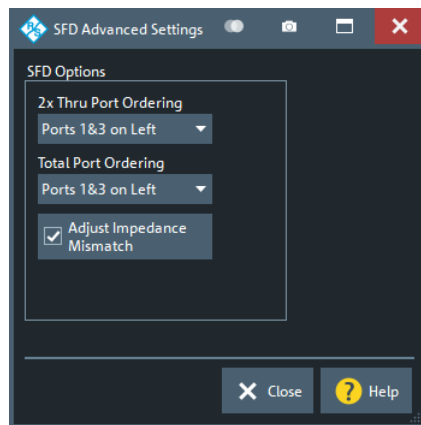 SFD Advanced Settings
SFD Options
2x Thru Port Ordering
Ports 1&3 on Left
Total Port Ordering
Ports 1&3 on Left
Adjust Impedance
Mismatch
Close
? Help